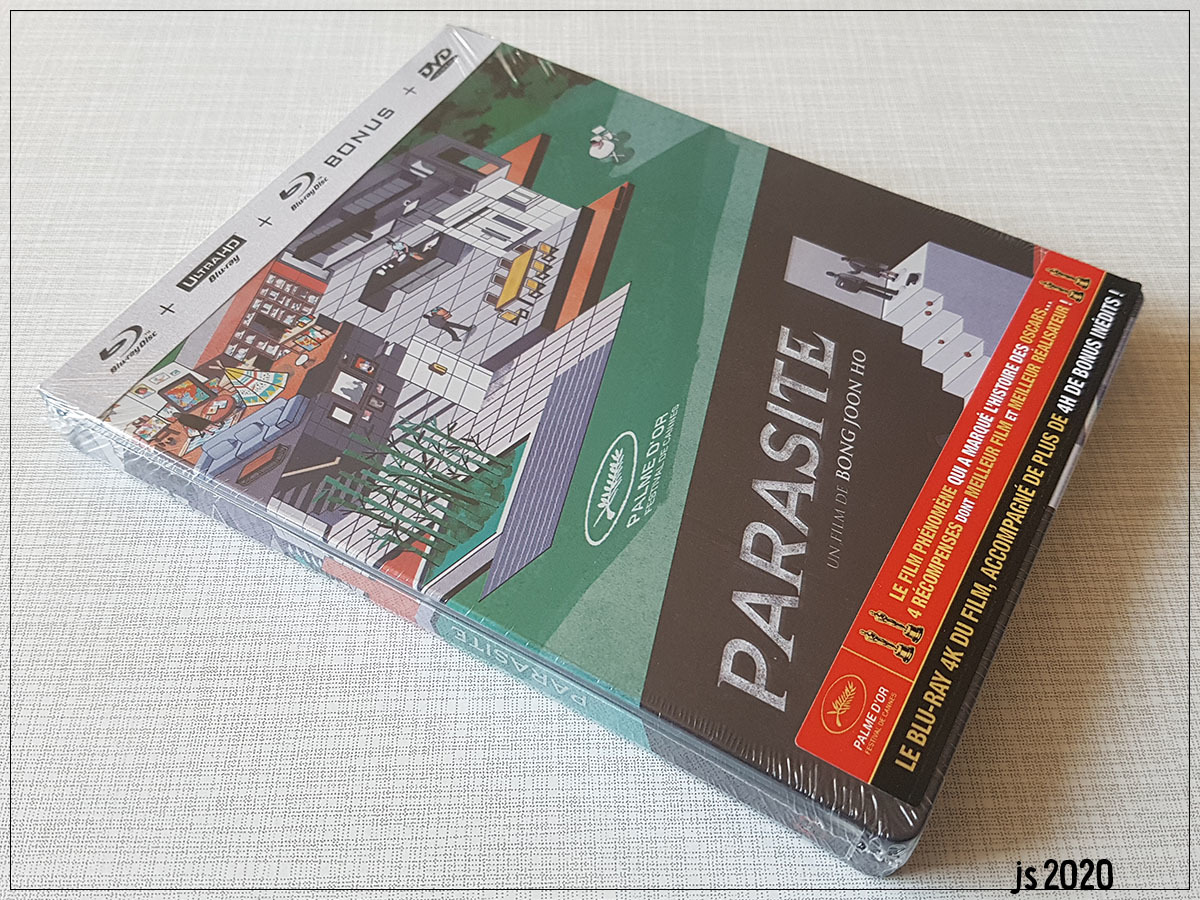 Blu-ray Disc + ULTRA HD Blu-ray + Blu-ray Disc BONUS + DVD
PALME D'OR
FESTIVAL DE CANNES
PARASITE
UN FILM DE BONG JOON HO
PALME D'OR
FESTIVAL DE CANNES
LE FILM PHÉNOMÈNE QUI A MARQUÉ L'HISTOIRE DES OSCARS...
4 RÉCOMPENSES DONT MEILLEUR FILM ET MEILLEUR RÉALISATEUR !
LE BLU-RAY 4K DU FILM, ACCOMPAGNÉ DE PLUS DE 4H DE BONUS INÉDITS !
PARASITE
js 2020